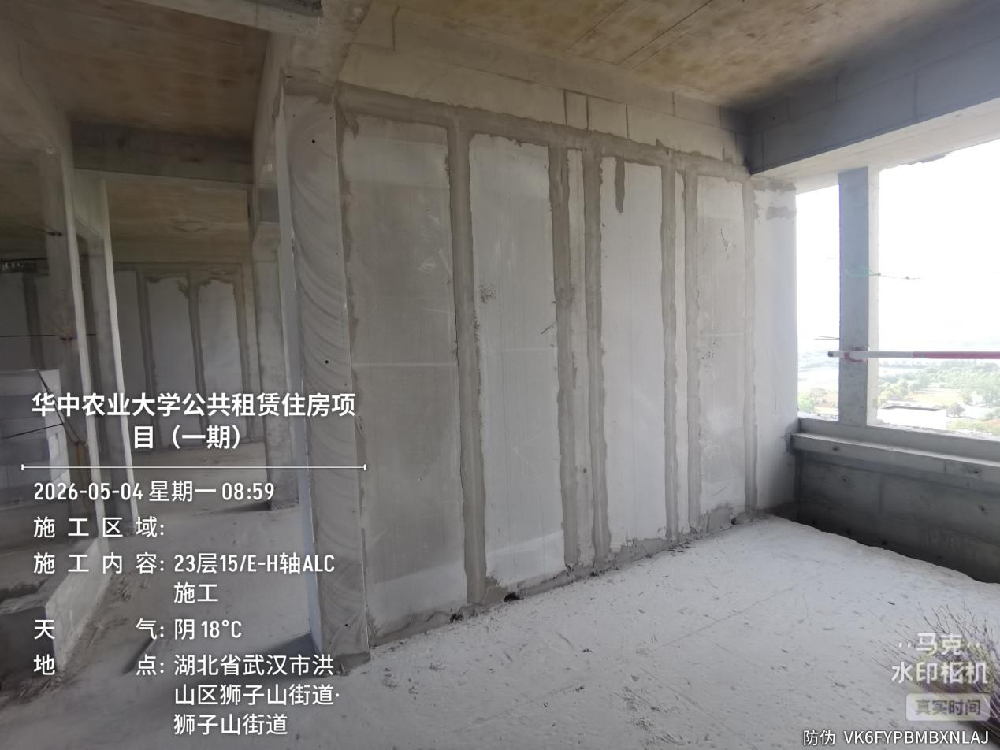 华中农业大学公共租赁住房项
目（一期）
2026-05-04 星期一 08:59
施工区域:
施工内容: 23层15/E-H轴ALC
施工
天气: 阴 18°C
地点: 湖北省武汉市洪
山区狮子山街道·
狮子山街道
马克
水印相机
真实时间
防伪 VK6FYPBMBXNLAJ